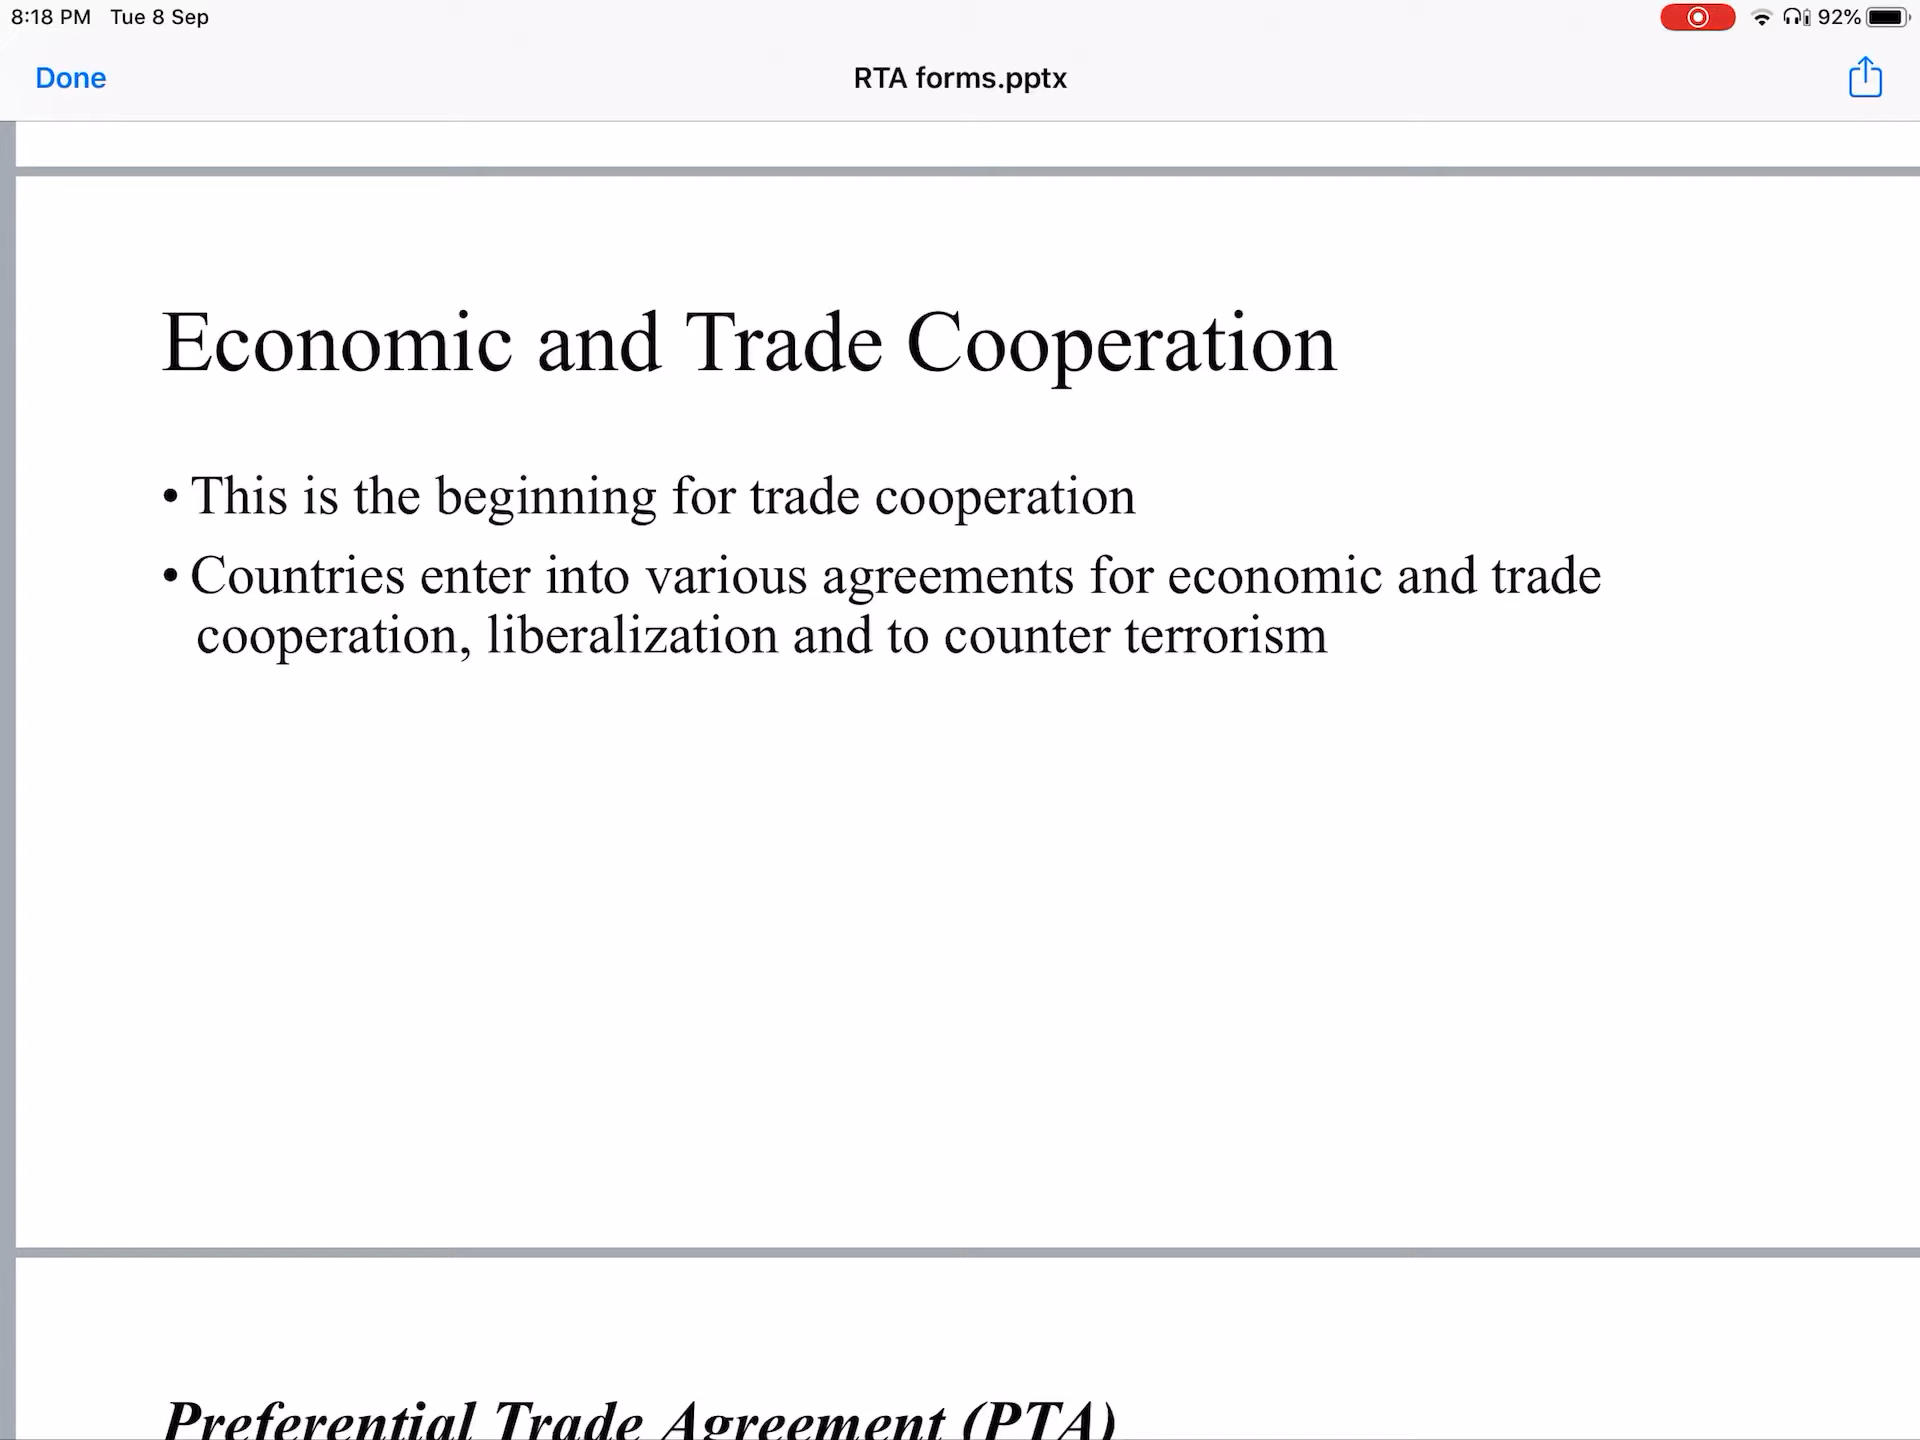 8:18 PM Tue 8 Sep
92%
Done
RTA forms.pptx
Economic and Trade Cooperation
• This is the beginning for trade cooperation
• Countries enter into various agreements for economic and trade
cooperation, liberalization and to counter terrorism
Preferential Trade Agreement (PTA)